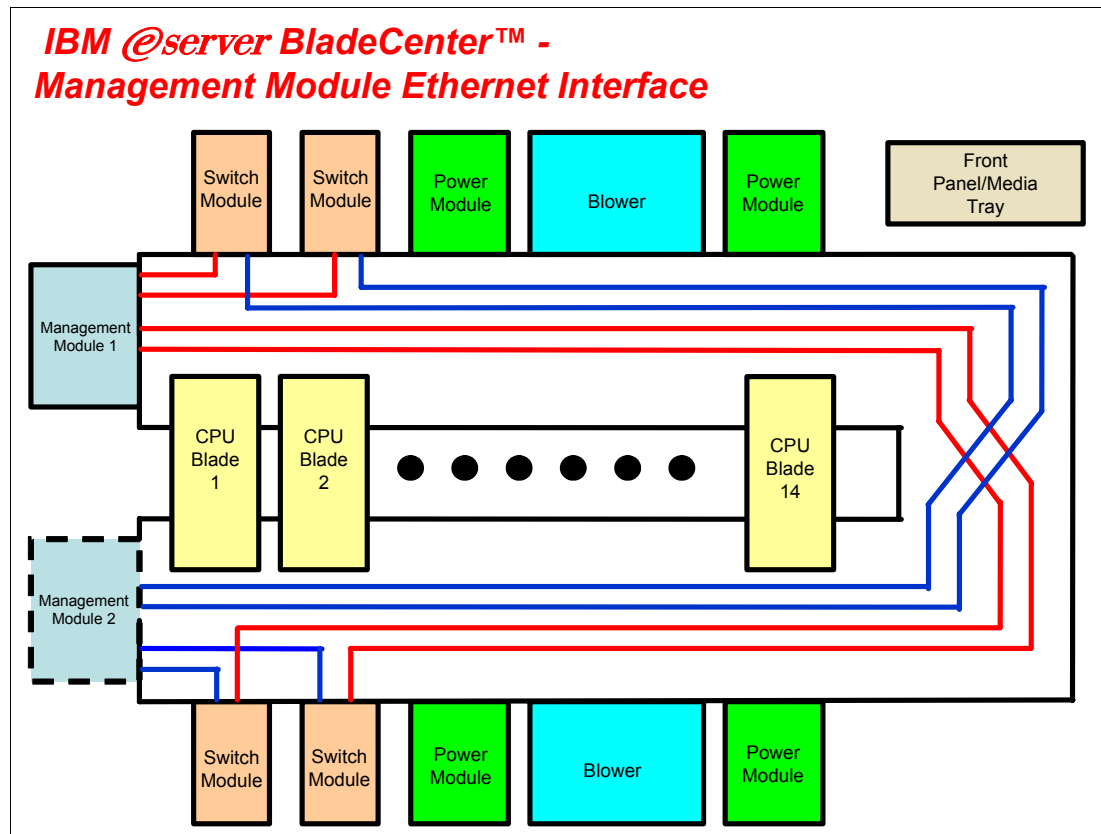 IBM @server BladeCenter™ -
Management Module Ethernet Interface
Switch
Module
Switch
Module
Power
Module
Blower
Power
Module
Front
Panel/Media
Tray
Management
Module 1
CPU
Blade
1
CPU
Blade
2
CPU
Blade
14
Management
Module 2
Switch
Module
Switch
Module
Power
Module
Blower
Power
Module